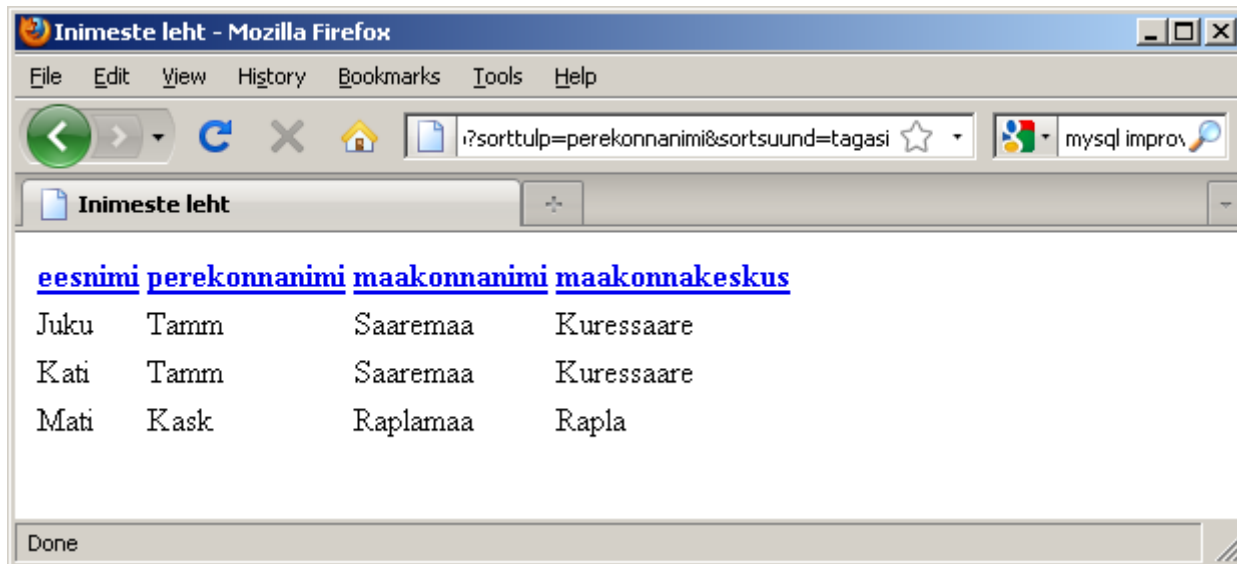 Inimeste leht - Mozilla Firefox
File Edit View History Bookmarks Tools Help
?sorttulp=perekonnanimi&sortsuund=tagasi mysql improv
Inimeste leht
eesnimi perekonnanimi maakonnanimi maakonnakeskus
Juku Tamm Saaremaa Kuressaare
Kati Tamm Saaremaa Kuressaare
Mati Kask Raplamaa Rapla
Done